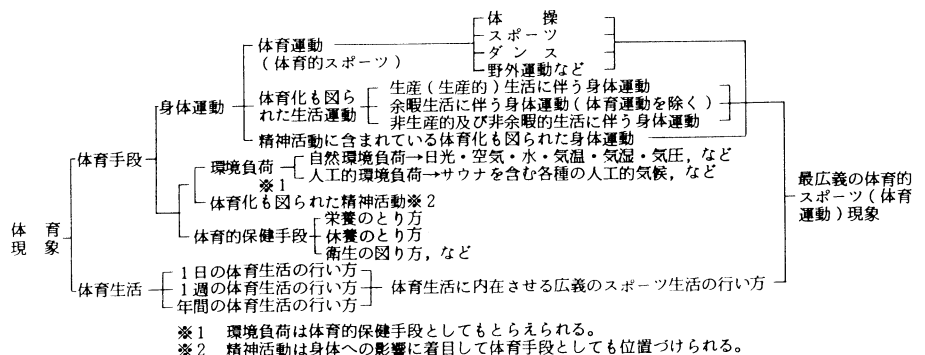 体操
スポーツ
ダンス
野外運動など
体育運動
(体育的スポーツ)
身体運動
体育化も図ら
れた生活運動
生産(生産的)生活に伴う身体運動
余暇生活に伴う身体運動(体育運動を除く)
非生産的及び非余暇的生活に伴う身体運動
精神活動に含まれている体育化も図られた身体運動
体育手段
環境負荷
※1
自然環境負荷→日光・空気・水・気温・気湿・気圧,など
人工的環境負荷→サウナを含む各種の人工的気候,など
体育化も図られた精神活動※2
体育的保健手段
栄養のとり方
休養のとり方
衛生の図り方,など
体育
現象
体育生活
1日の体育生活の行い方
1週の体育生活の行い方
年間の体育生活の行い方
体育生活に内在させる広義のスポーツ生活の行い方
最広義の体育的
スポーツ(体育
運動)現象
※1 環境負荷は体育的保健手段としてもとらえられる。
※2 精神活動は身体への影響に着目して体育手段としても位置づけられる。